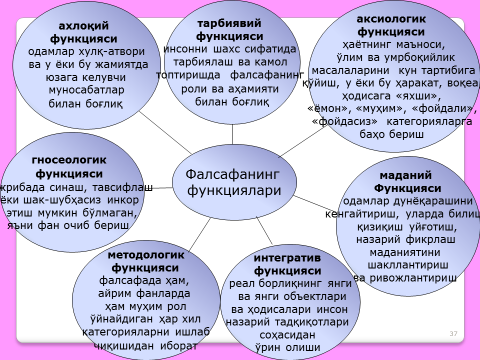 ахлоқий
функцияси
одамлар хулқ-атвори
ва у ёки бу жамиятда
юзага келувчи
муносабатлар
билан боғлиқ
тарбиявий
функцияси
инсонни шахс сифатида
тарбиялаш ва камол
топтиришда фалсафанинг
роли ва аҳамияти
билан боғлиқ
аксиологик
функцияси
ҳаётнинг маъноси,
ўлим ва умрбоқийлик
масалаларини кун тартибига
қўйиш, у ёки бу ҳаракат, воқеа,
ҳодисага «яхши»,
«ёмон», «муҳим», «фойдали»,
«фойдасиз» категорияларга
баҳо бериш
гносеологик
функцияси
жрибада синаш, тавсифлаш
ёки шак-шубҳасиз инкор
этиш мумкин бўлмаган,
яъни фан очиб бериш
Фалсафанинг
функциялари
маданий
Функцияси
одамлар дунёқарашини
кенгайтириш, уларда билиш
қизиқиш уйғотиш,
назарий фикрлаш
маданиятини
шакллантириш
ва ривожлантириш
методологик
функцияси
фалсафада ҳам,
айрим фанларда
ҳам муҳим рол
ўйнайдиган ҳар хил
категорияларни ишлаб
чиқишидан иборат
интегратив
функцияси
реал борлиқнинг янги
ва янги объектлари
ва ҳодисалари инсон
назарий тадқиқотлари
соҳасидан
ўрин олиши
37